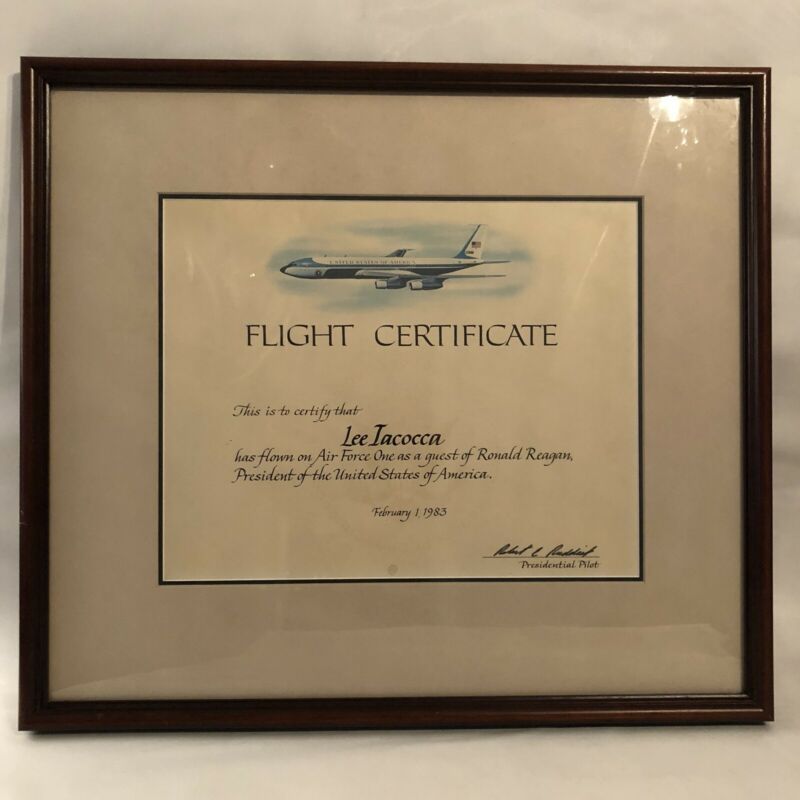 UNITED STATES OF AMERICA
FLIGHT CERTIFICATE
This is to certify that
Lee Iacocca
has flown on Air Force One as a guest of Ronald Reagan,
President of the United States of America.
February 1, 1983
Presidential Pilot